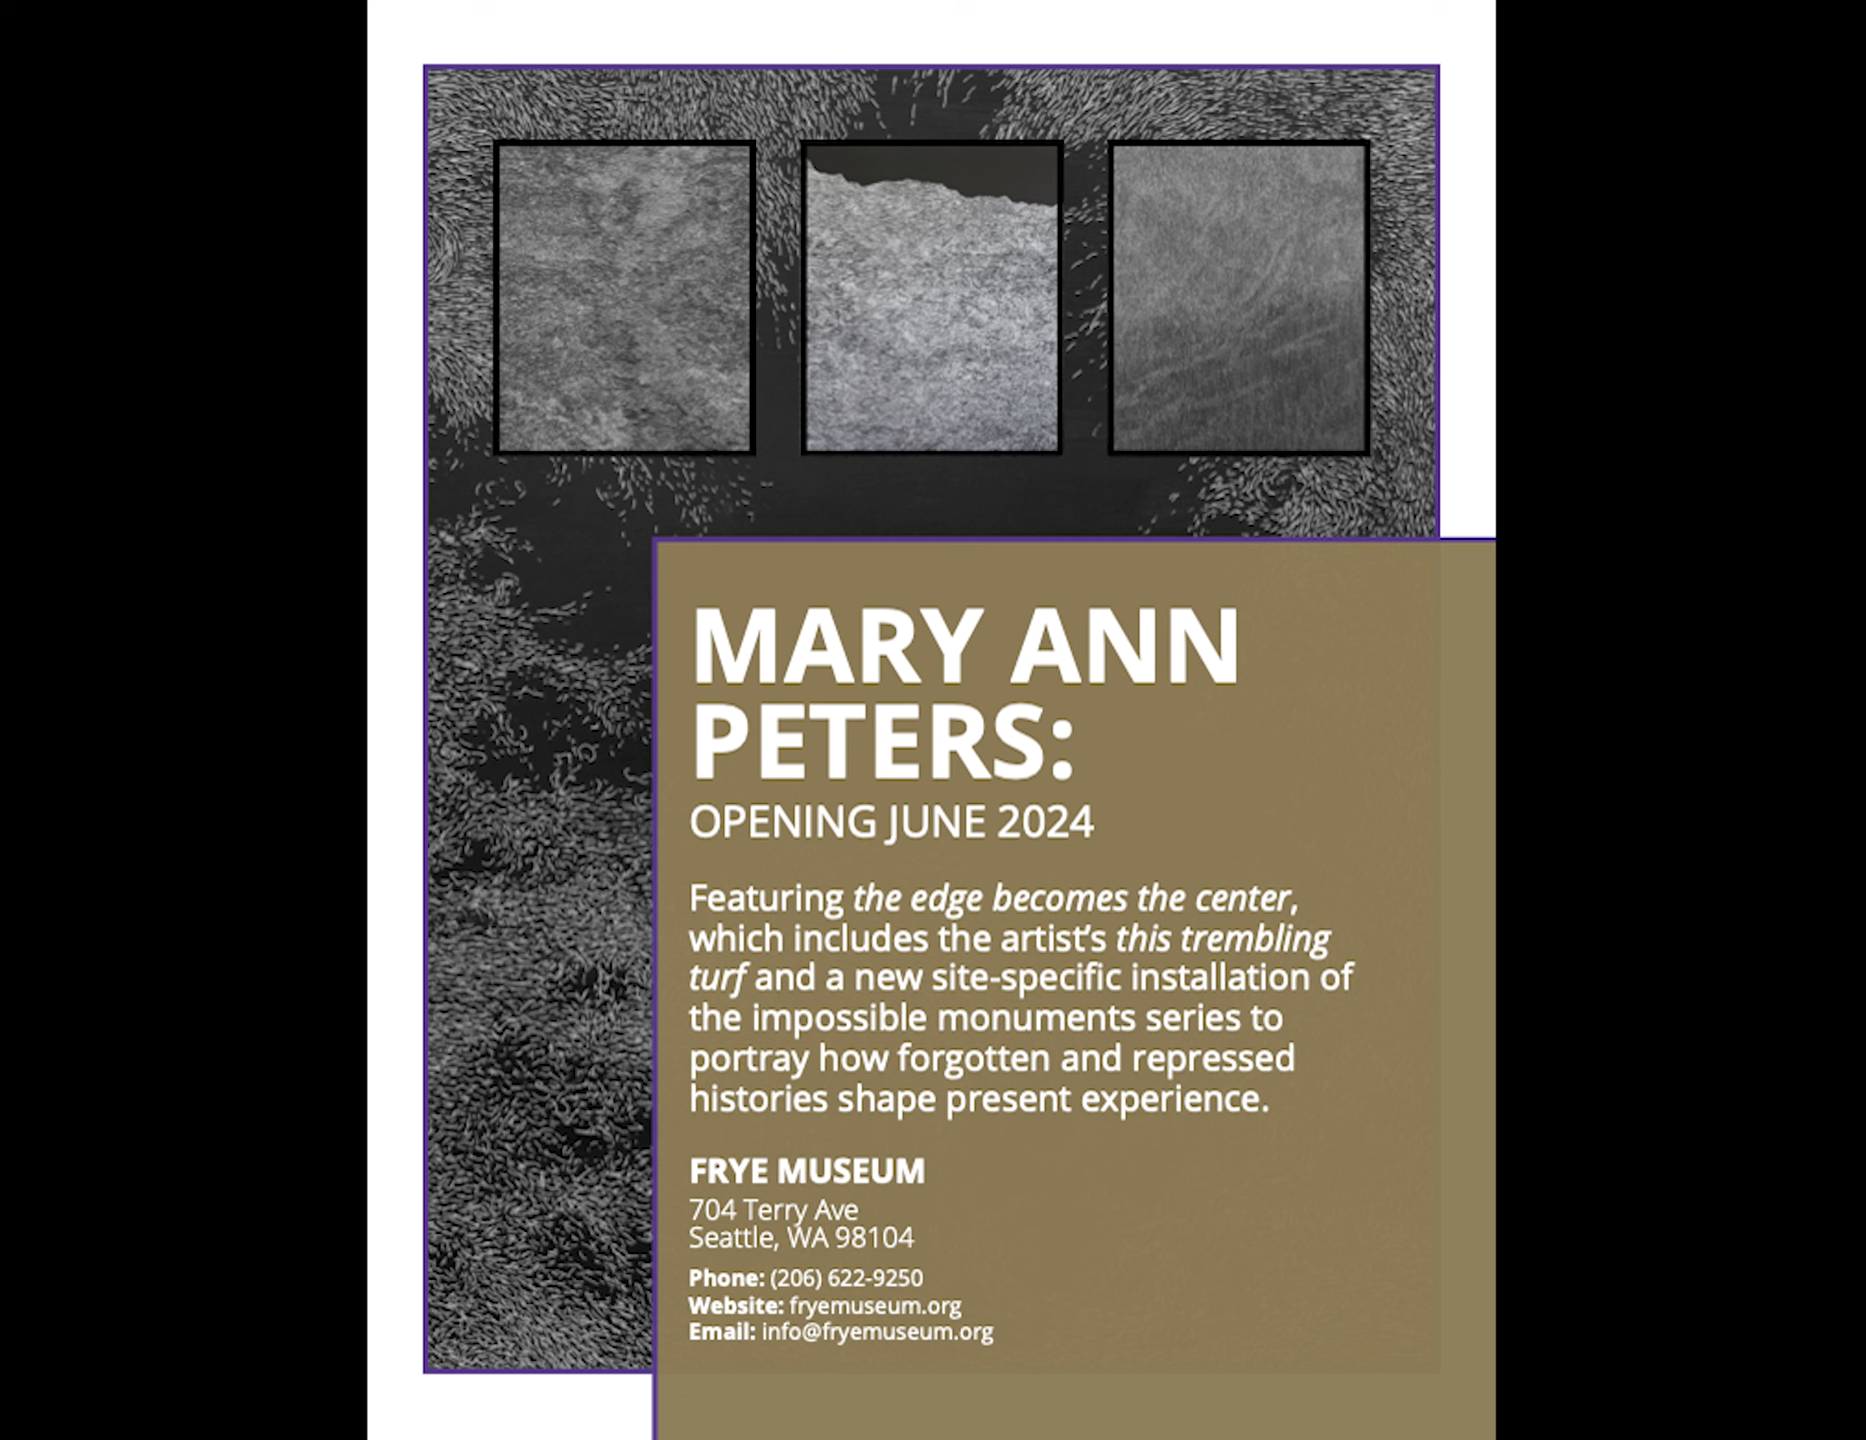 MARY ANN
PETERS:
OPENING JUNE 2024
Featuring the edge becomes the center,
which includes the artist’s this trembling
turf and a new site-specific installation of
the impossible monuments series to
portray how forgotten and repressed
histories shape present experience.
FRYE MUSEUM
704 Terry Ave
Seattle, WA 98104
Phone: (206) 622-9250
Website: fryemuseum.org
Email: info@fryemuseum.org